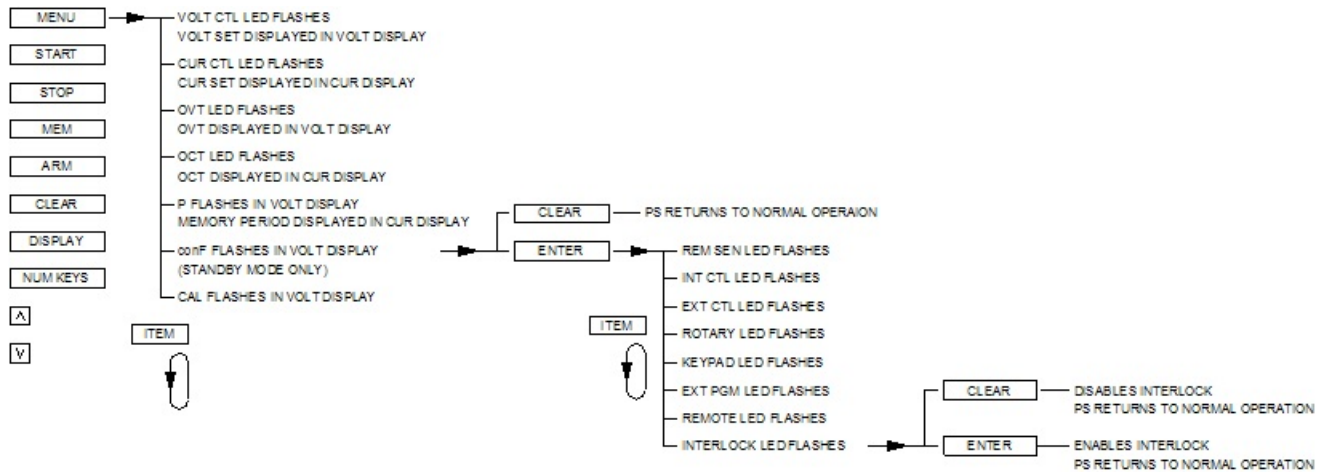 MENU
START
STOP
MEM
ARM
CLEAR
DISPLAY
NUM KEYS
Λ
V
VOLT CTL LED FLASHES
VOLT SET DISPLAYED IN VOLT DISPLAY
CUR CTL LED FLASHES
CUR SET DISPLAYED IN CUR DISPLAY
OVT LED FLASHES
OVT DISPLAYED IN VOLT DISPLAY
OCT LED FLASHES
OCT DISPLAYED IN CUR DISPLAY
P FLASHES IN VOLT DISPLAY
MEMORY PERIOD DISPLAYED IN CUR DISPLAY
conF FLASHES IN VOLT DISPLAY
(STANDBY MODE ONLY)
CAL FLASHES IN VOLT DISPLAY
ITEM
CLEAR
PS RETURNS TO NORMAL OPERAION
ENTER
REM SEN LED FLASHES
INT CTL LED FLASHES
EXT CTL LED FLASHES
ROTARY LED FLASHES
KEYPAD LED FLASHES
EXT PGM LED FLASHES
REMOTE LED FLASHES
INTERLOCK LED FLASHES
ITEM
CLEAR
DISABLES INTERLOCK
PS RETURNS TO NORMAL OPERATION
ENTER
ENABLES INTERLOCK
PS RETURNS TO NORMAL OPERATION